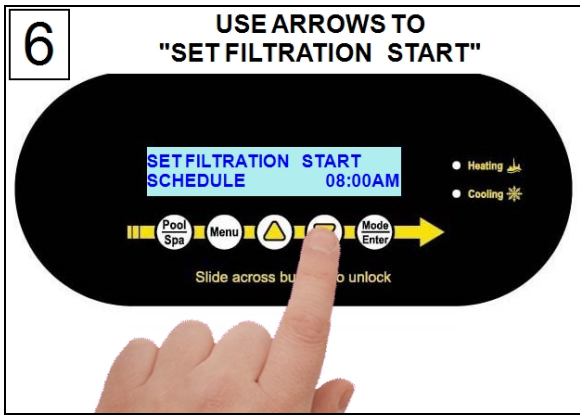 6
USE ARROWS TO
"SET FILTRATION START"
SET FILTRATION START
SCHEDULE 08:00AM
Heating
Cooling
Pool
Spa
Menu
Mode
Enter
Slide across bu o unlock